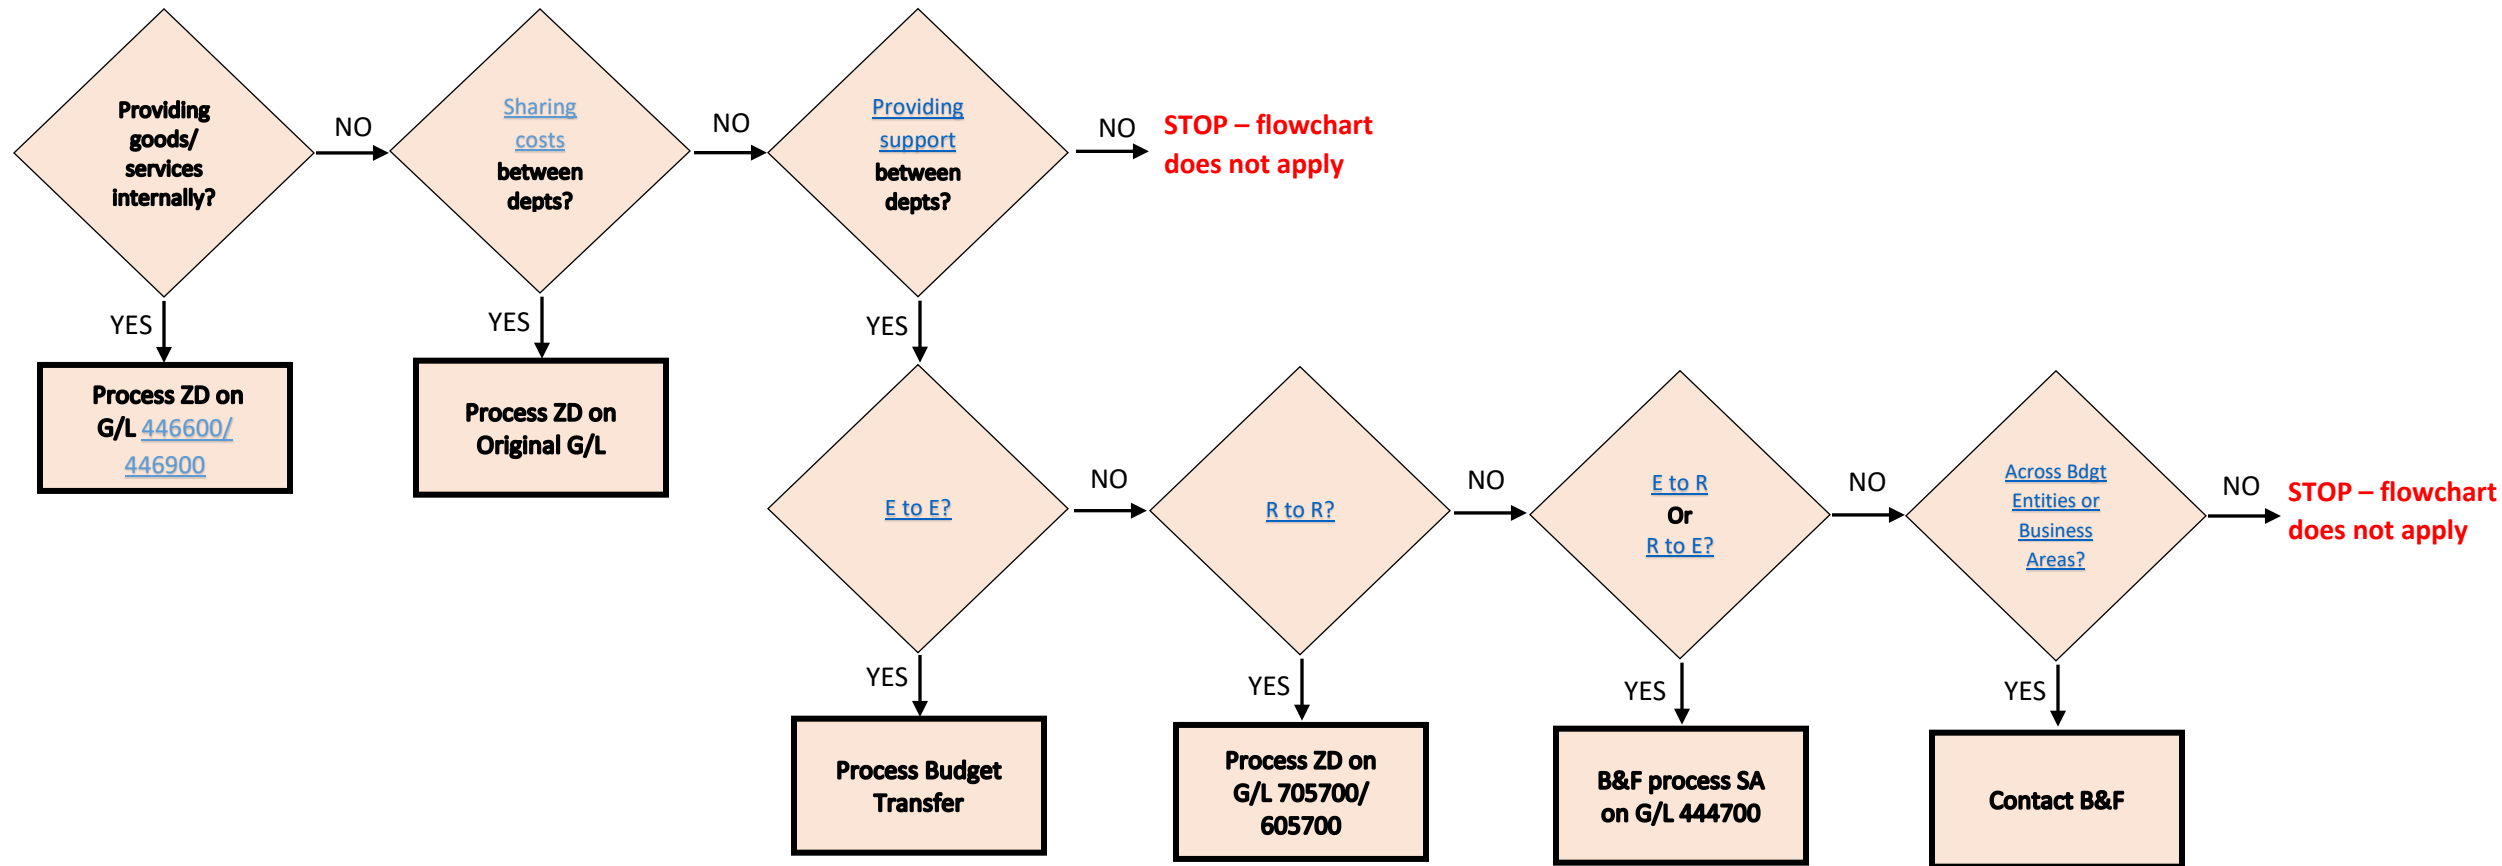 Providing
goods/
services
internally?
NO
Sharing
costs
between
depts?
NO
Providing
support
between
depts?
NO
STOP – flowchart
does not apply
YES
YES
YES
Process ZD on
G/L 446600/
446900
Process ZD on
Original G/L
E to E?
NO
R to R?
NO
E to R
Or
R to E?
NO
Across Bdgt
Entities or
Business
Areas?
NO
STOP – flowchart
does not apply
YES
YES
YES
YES
Process Budget
Transfer
Process ZD on
G/L 705700/
605700
B&F process SA
on G/L 444700
Contact B&F